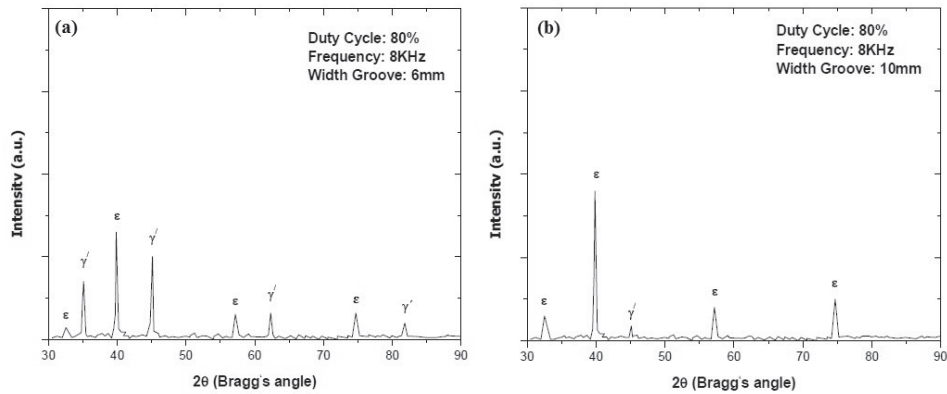 (a)
Duty Cycle: 80%
Frequency: 8KHz
Width Groove: 6mm
Intensity (a.u.)
ε
γ′
ε
γ′
ε
γ′
ε
γ′
30 40 50 60 70 80 90
2θ (Bragg's angle)
(b)
Duty Cycle: 80%
Frequency: 8KHz
Width Groove: 10mm
Intensity (a.u.)
ε
ε
γ′
ε
ε
30 40 50 60 70 80 90
2θ (Bragg's angle)